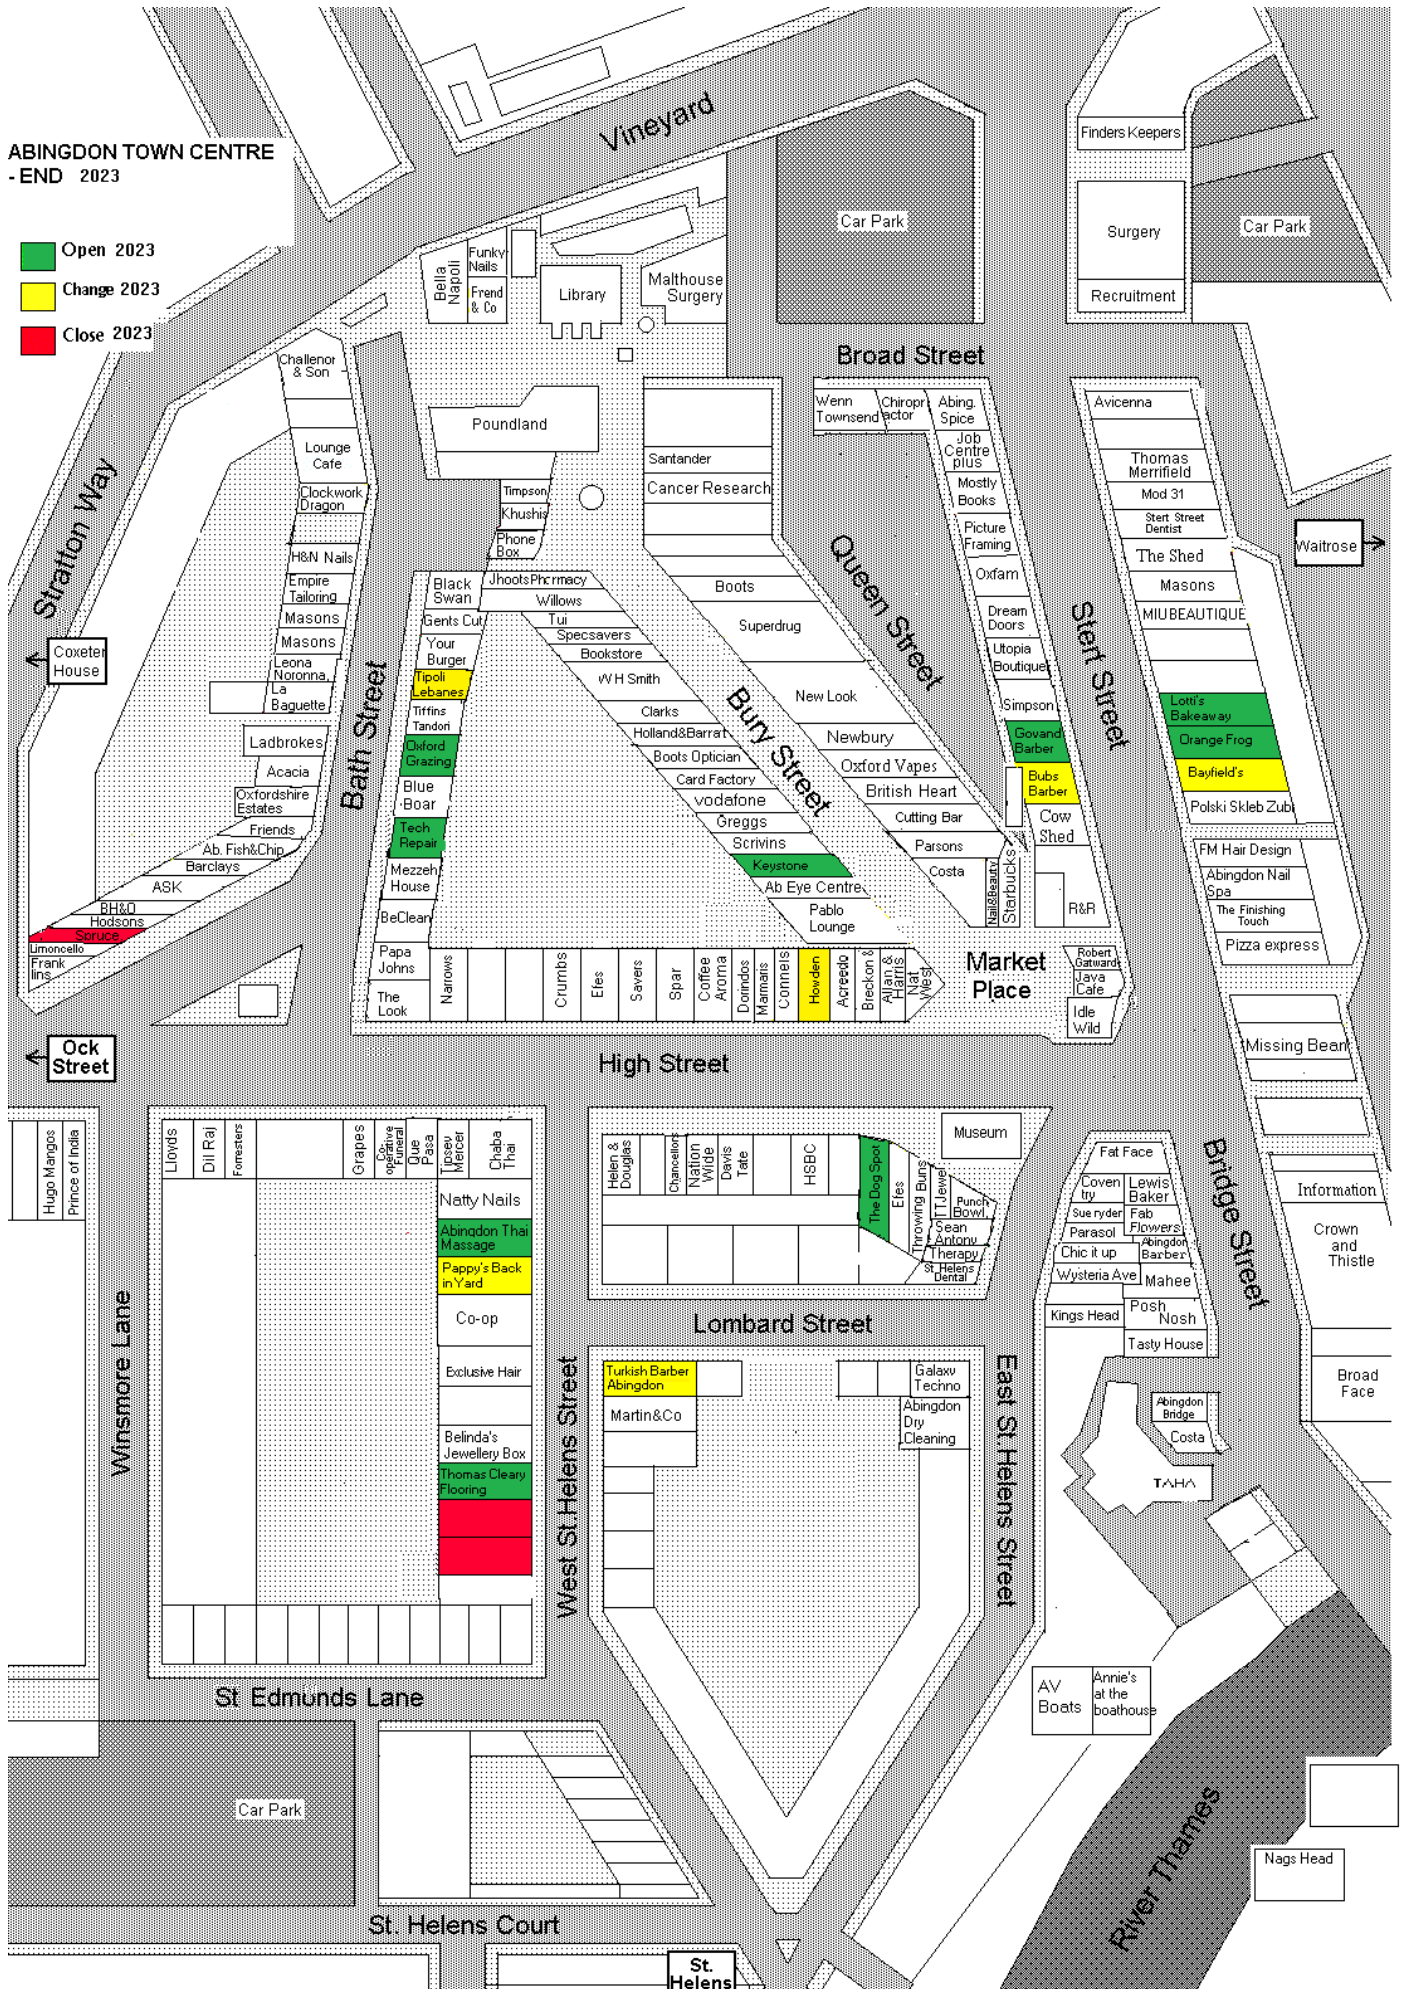 ABINGDON TOWN CENTRE
- END 2023
Open 2023
Change 2023
Close 2023
Vineyard
Finders Keepers
Car Park
Surgery
Car Park
Recruitment
Bella
Napoli
Funky
Nails
Frend
& Co
Library
Malthouse
Surgery
Broad Street
Challenor
& Son
Lounge
Cafe
Clockwork
Dragon
H&N Nails
Empire
Tailoring
Masons
Masons
Leona
Noronna
La
Baguette
Ladbrokes
Acacia
Oxfordshire
Estates
Friends
Ab. Fish&Chip
Barclays
ASK
BH&O
Hodsons
Spruce
Limoncello
Frank
lins
Stratton Way
Coxeter
House
Bath Street
Poundland
Timpson
Khushis
Phone
Box
Black
Swan
Jhoots Phcrmacy
Willows
Gents Cut
Your
Burger
Tipoli
Lebanes
Tiffins
Tandori
Oxford
Grazing
Blue
Boar
Tech
Repair
Mezzeh
House
BeClean
Papa
Johns
The
Look
Tui
Specsavers
Bookstore
W H Smith
Clarks
Holland&Barrat
Boots Optician
Card Factory
vodafone
Greggs
Scrivins
Keystone
Ab Eye Centre
Pablo
Lounge
Bury Street
Santander
Cancer Research
Boots
Superdrug
New Look
Newbury
Oxford Vapes
British Heart
Cutting Bar
Parsons
Costa
Nail&Beauty
Starbucks
Queen Street
Wenn
Townsend
Chiropr
actor
Abing.
Spice
Job
Centre
plus
Mostly
Books
Picture
Framing
Oxfam
Dream
Doors
Utopia
Boutique
Simpson
Govand
Barber
Bubs
Barber
Cow
Shed
R&R
Stert Street
Avicenna
Thomas
Merrifield
Mod 31
Stert Street
Dentist
The Shed
Masons
MIUBEAUTIQUE
Lotti's
Bakeaway
Orange Frog
Bayfield's
Polski Skleb Zubi
FM Hair Design
Abingdon Nail
Spa
The Finishing
Touch
Pizza express
Missing Bean
Waitrose
Narrows
Crumbs
Efes
Savers
Spar
Coffee
Aroma
Dorindos
Marmaris
Connels
Howden
Acreedo
Breckon &
Allan &
Harris
Nat
West
Market
Place
Robert
Gatward
Java
Cafe
Idle
Wild
Ock
Street
High Street
Hugo Mangos
Prince of India
Lloyds
Dil Raj
Forresters
Grapes
Co-
operative
Funeral
Que
Pasa
Tipsey
Mercer
Chaba
Thai
Natty Nails
Abingdon Thai
Massage
Pappy's Back
in Yard
Co-op
Exclusive Hair
Belinda's
Jewellery Box
Thomas Cleary
Flooring
Winsmore Lane
West St.Helens Street
Helen &
Douglas
Chancellors
Nation
Wide
Davis
Tate
HSBC
The Dog Spot
Efes
Throwing Buns
TTJewel
Punch
Bowl
Sean
Antony
Therapy
St. Helens
Dental
Museum
Lombard Street
Turkish Barber
Abingdon
Martin&Co
Galaxy
Techno
Abingdon
Dry
Cleaning
East St.Helens Street
Fat Face
Coven
try
Lewis
Baker
Sue ryder
Fab
Flowers
Parasol
Abingdon
Barber
Chic it up
Wysteria Ave
Mahee
Kings Head
Posh
Nosh
Tasty House
Bridge Street
Information
Crown
and
Thistle
Broad
Face
Abingdon
Bridge
Costa
TAHA
St Edmunds Lane
Car Park
St. Helens Court
St.
Helens
AV
Boats
Annie's
at the
boathouse
River Thames
Nags Head